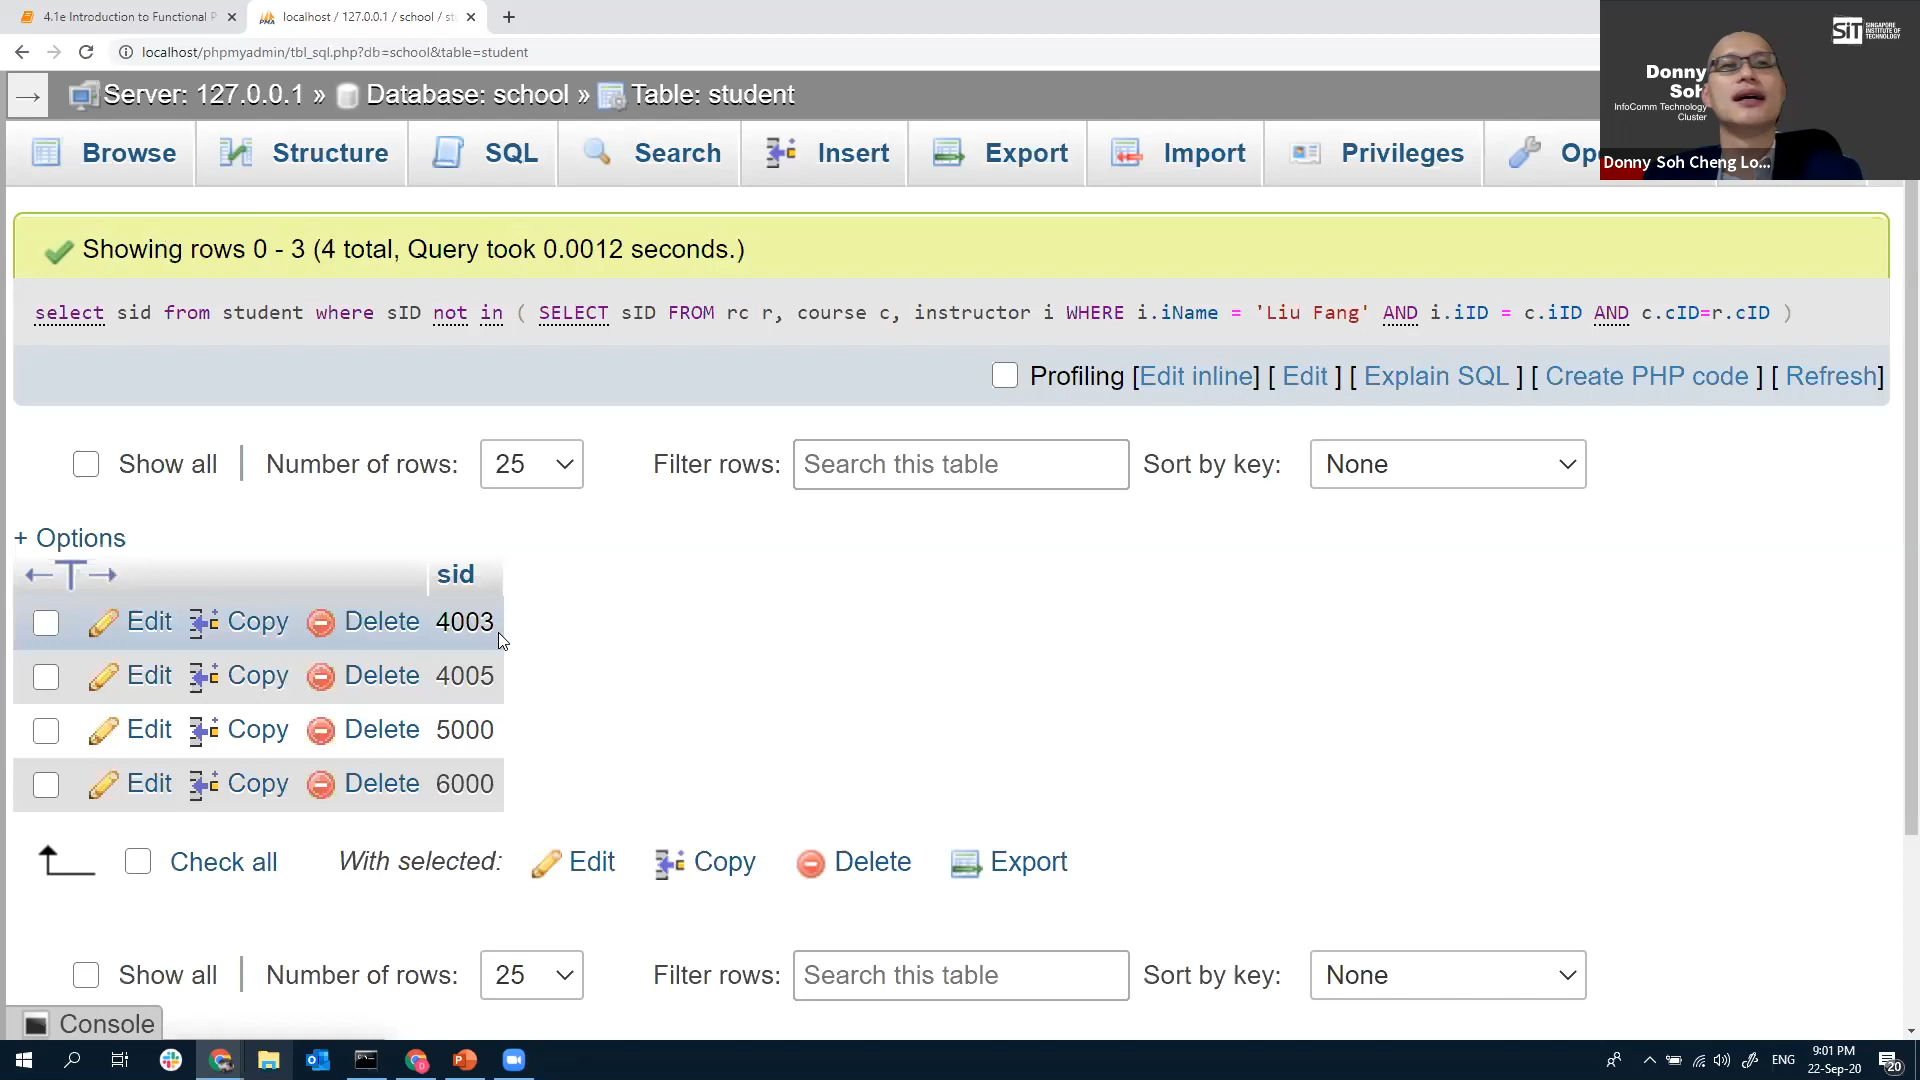 4.1e Introduction to Functional P
localhost / 127.0.0.1 / school / st
localhost/phpmyadmin/tbl_sql.php?db=school&table=student
SiT SINGAPORE INSTITUTE OF TECHNOLOGY
Donny Soh
InfoComm Technology Cluster
Donny Soh Cheng Lo...
Server: 127.0.0.1 » Database: school » Table: student
Browse Structure SQL Search Insert Export Import Privileges Op
Showing rows 0 - 3 (4 total, Query took 0.0012 seconds.)
select sid from student where sID not in ( SELECT sID FROM rc r, course c, instructor i WHERE i.iName = 'Liu Fang' AND i.iID = c.iID AND c.cID=r.cID )
Profiling [Edit inline] [ Edit ] [ Explain SQL ] [ Create PHP code ] [ Refresh]
Show all Number of rows: 25 Filter rows: Search this table Sort by key: None
+ Options
←T→ sid
Edit Copy Delete 4003
Edit Copy Delete 4005
Edit Copy Delete 5000
Edit Copy Delete 6000
Check all With selected: Edit Copy Delete Export
Show all Number of rows: 25 Filter rows: Search this table Sort by key: None
Console
ENG 9:01 PM
22-Sep-20 20